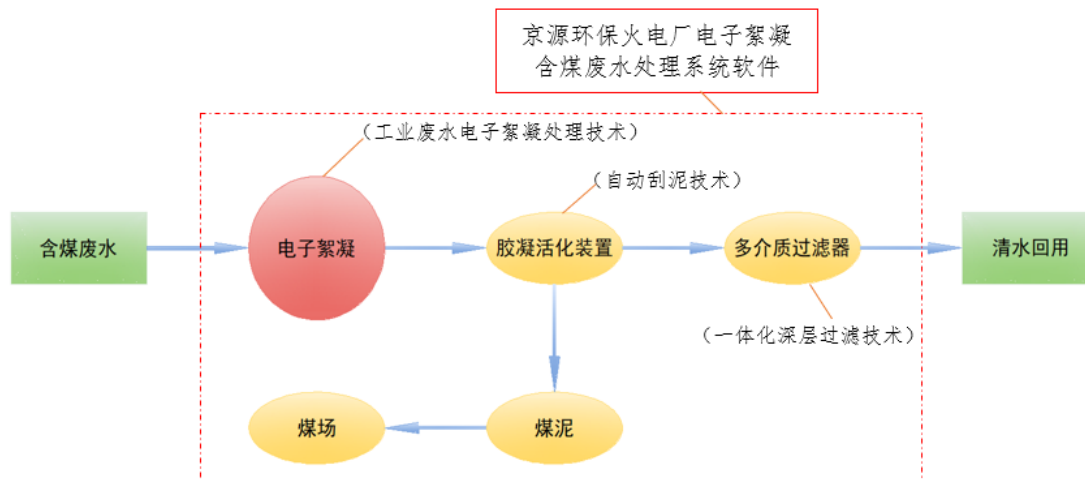 京源环保火电厂电子絮凝
含煤废水处理系统软件
（工业废水电子絮凝处理技术）
（自动刮泥技术）
含煤废水
电子絮凝
胶凝活化装置
多介质过滤器
清水回用
（一体化深层过滤技术）
煤场
煤泥